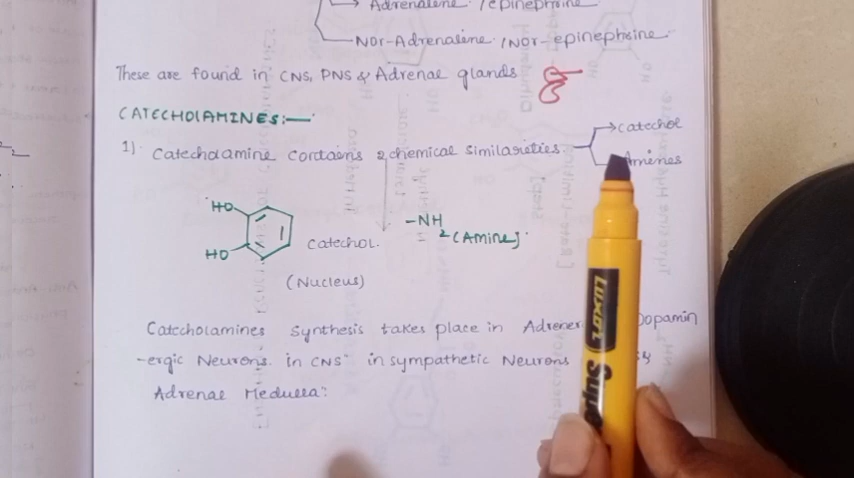 Adrenaline /epinephrine
Nor-Adrenaline /Nor-epinephrine
These are found in CNS, PNS & Adrenal glands
CATECHOLAMINES:-
1) Catecholamine contains 2 chemical similarities
catechol
Amines
HO
HO
catechol.
(Nucleus)
-NH2 (Amine)
Catecholamines synthesis takes place in Dopamin
-ergic Neurons in CNS in sympathetic Neurons
Adrenal Medulla:
LUXOR